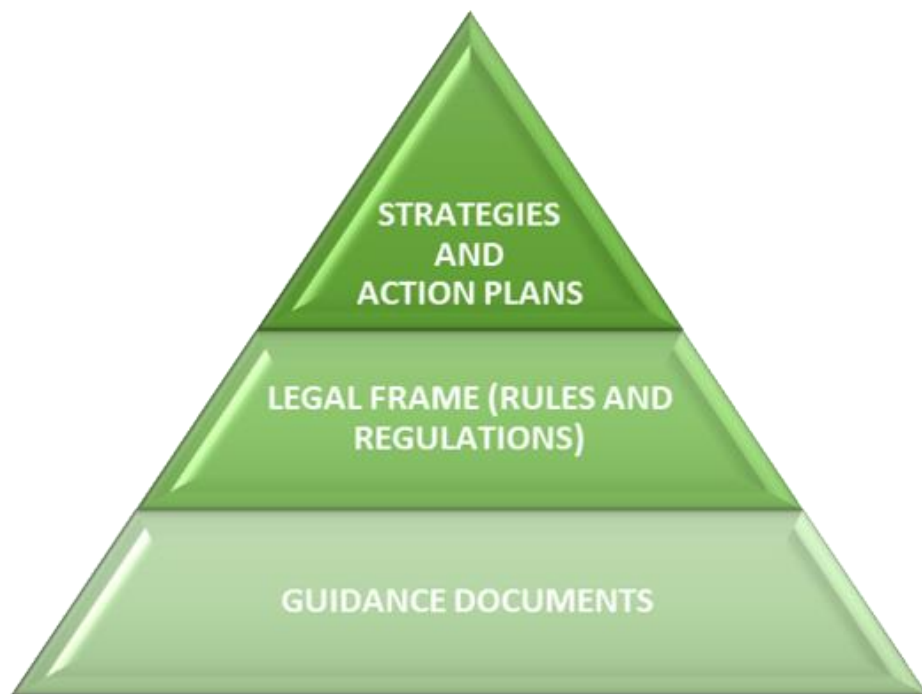 STRATEGIES
AND
ACTION PLANS
LEGAL FRAME (RULES AND
REGULATIONS)
GUIDANCE DOCUMENTS